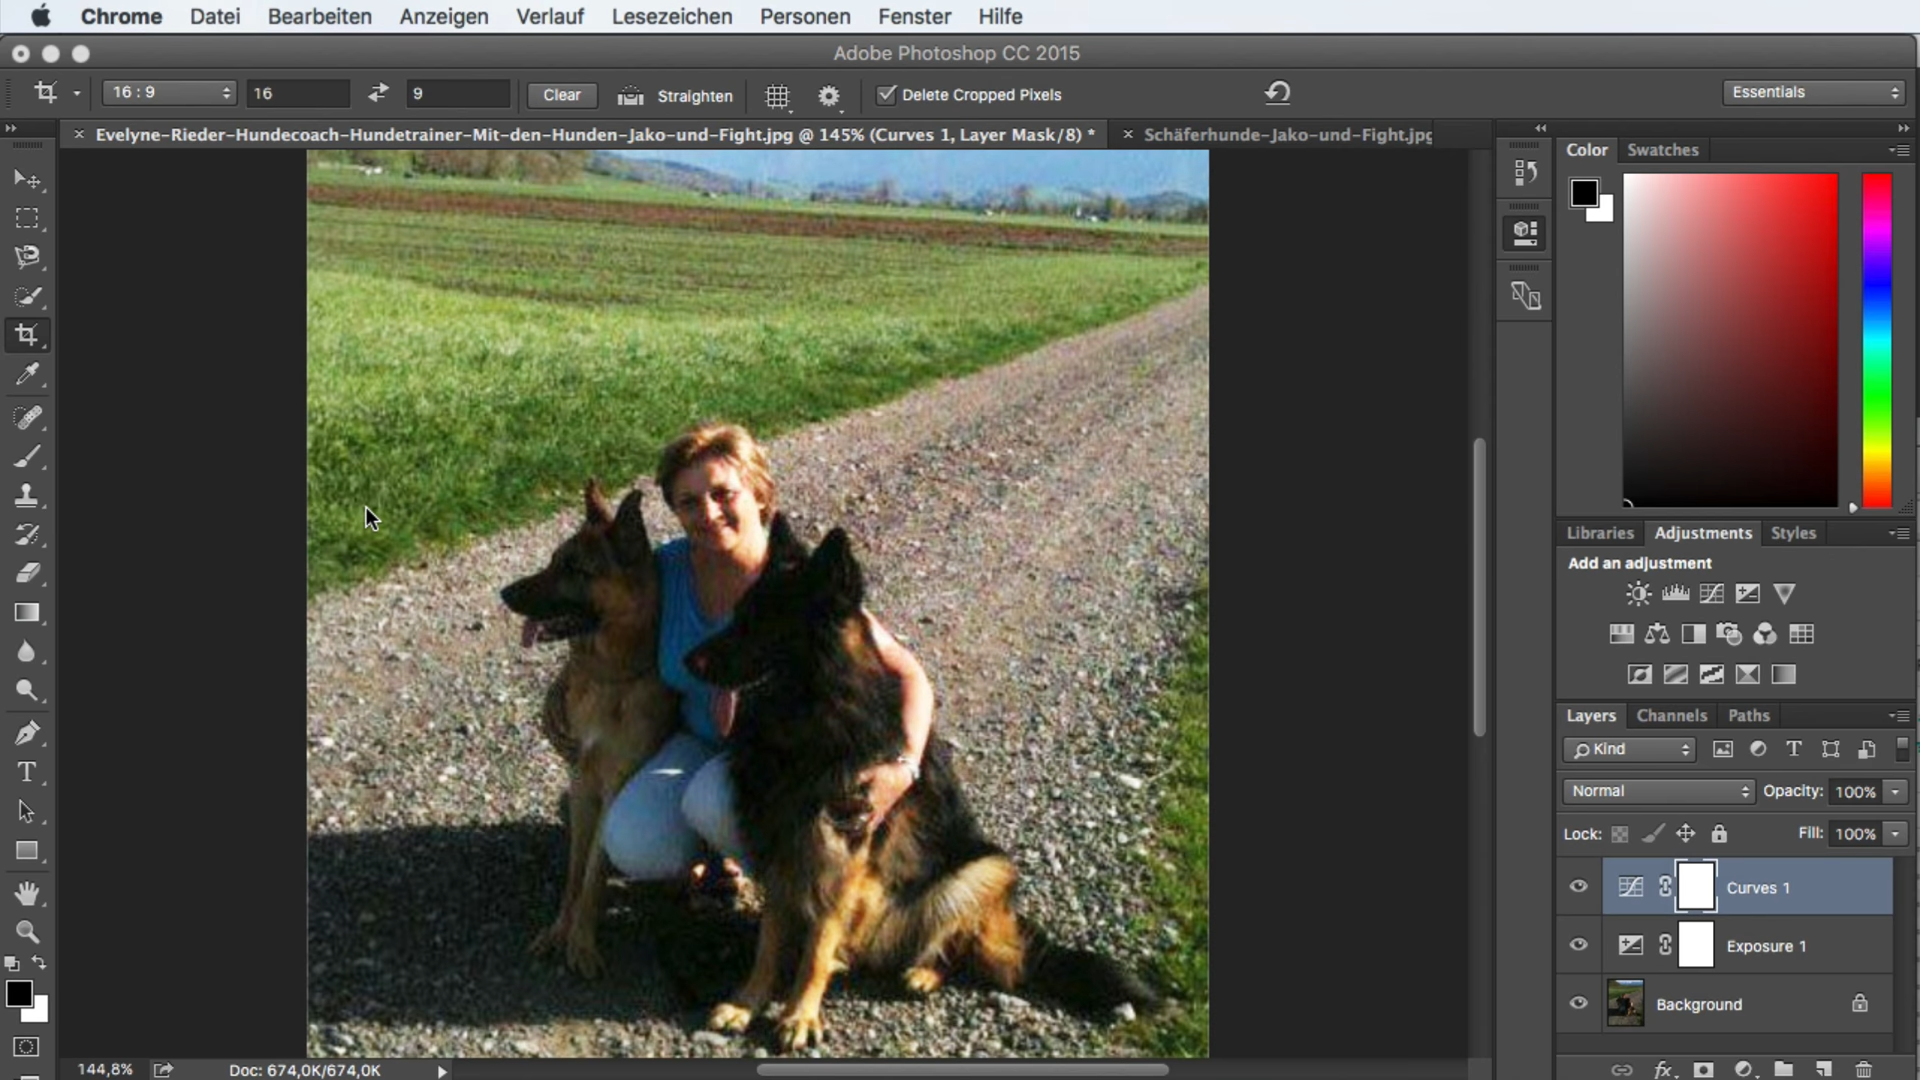 Chrome Datei Bearbeiten Anzeigen Verlauf Lesezeichen Personen Fenster Hilfe
Adobe Photoshop CC 2015
16 : 9 16 9 Clear Straighten Delete Cropped Pixels Essentials
Evelyne-Rieder-Hundecoach-Hundetrainer-Mit-den-Hunden-Jako-und-Fight.jpg @ 145% (Curves 1, Layer Mask/8) * Schäferhunde-Jako-und-Fight.jpg
Color Swatches
Libraries Adjustments Styles
Add an adjustment
Layers Channels Paths
Kind
Normal Opacity: 100%
Lock: Fill: 100%
Curves 1
Exposure 1
Background
144,8% Doc: 674,0K/674,0K